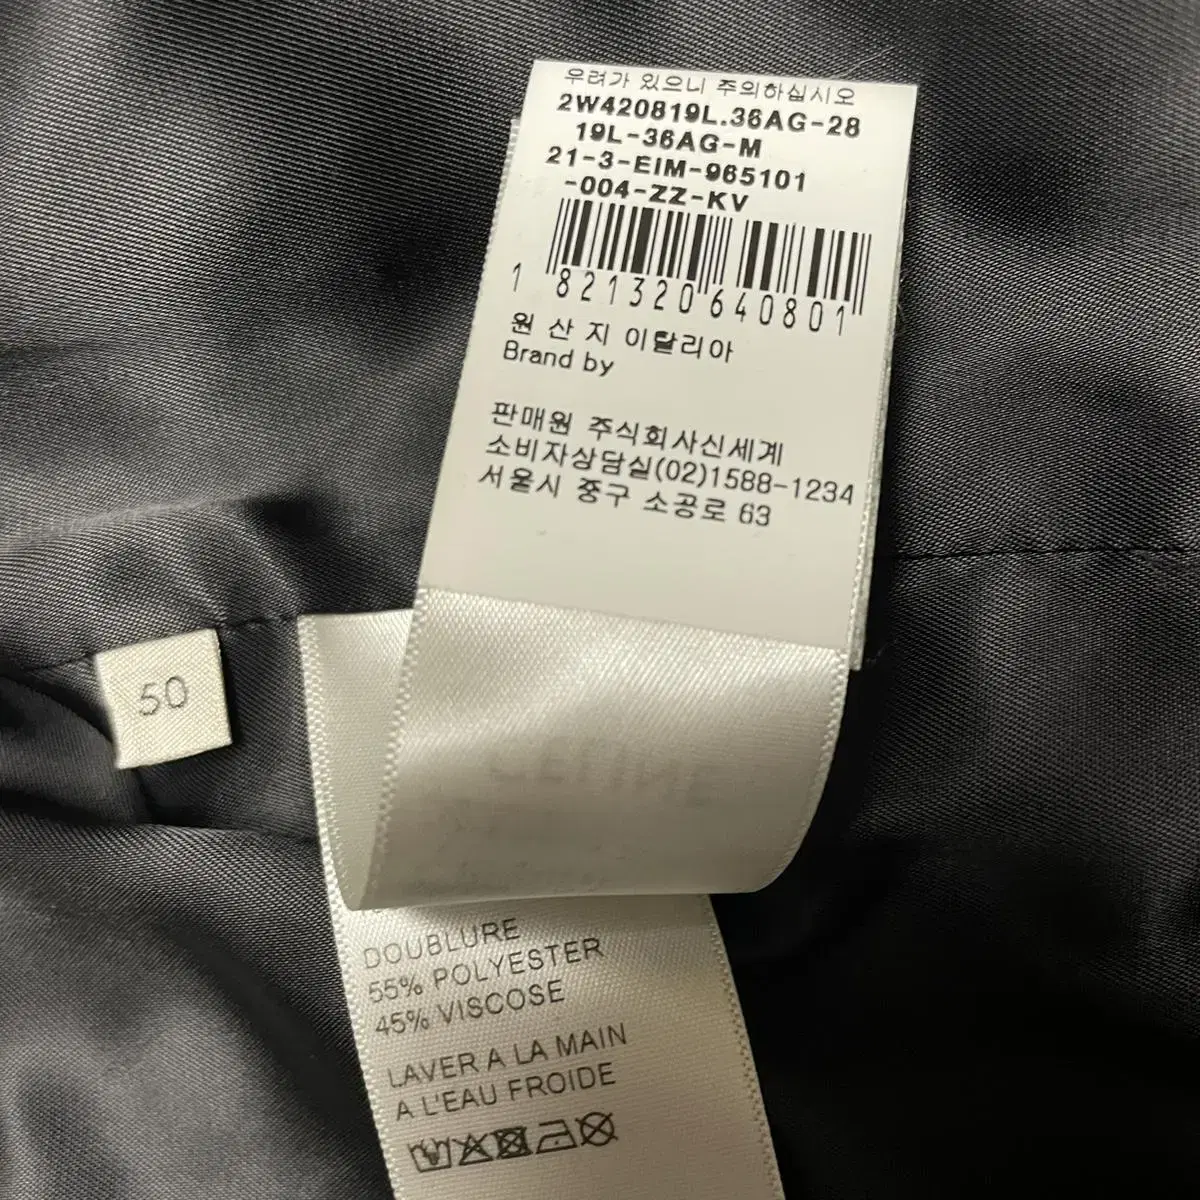 우려가 있으니 주의하십시오
2W420819L.36AG-28
19L-36AG-M
21-3-EIM-965101
-004-ZZ-KV
1 821320 640801
원 산 지 이탈리아
Brand by
판매원 주식회사신세계
소비자상담실(02)1588-1234
서울시 중구 소공로 63
50
CELINE
DOUBLURE
55% POLYESTER
45% VISCOSE
LAVER A LA MAIN
A L'EAU FROIDE